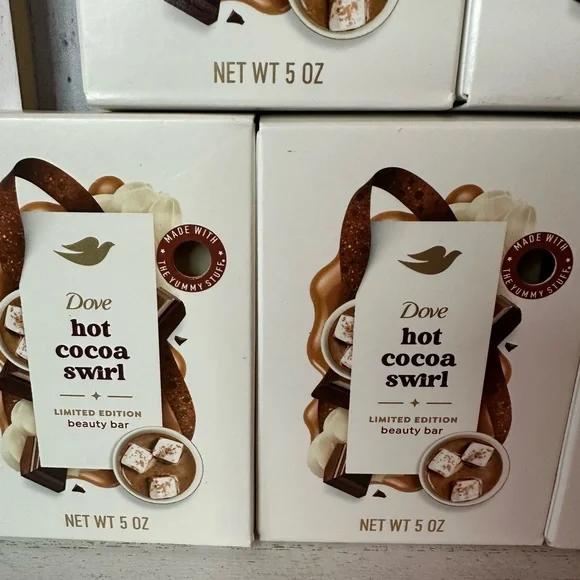 NET WT 5 OZ
MADE WITH
★ THE YUMMY STUFF ★
Dove
hot
cocoa
swirl
LIMITED EDITION
beauty bar
NET WT 5 OZ
MADE WITH
★ THE YUMMY STUFF ★
Dove
hot
cocoa
swirl
LIMITED EDITION
beauty bar
NET WT 5 OZ